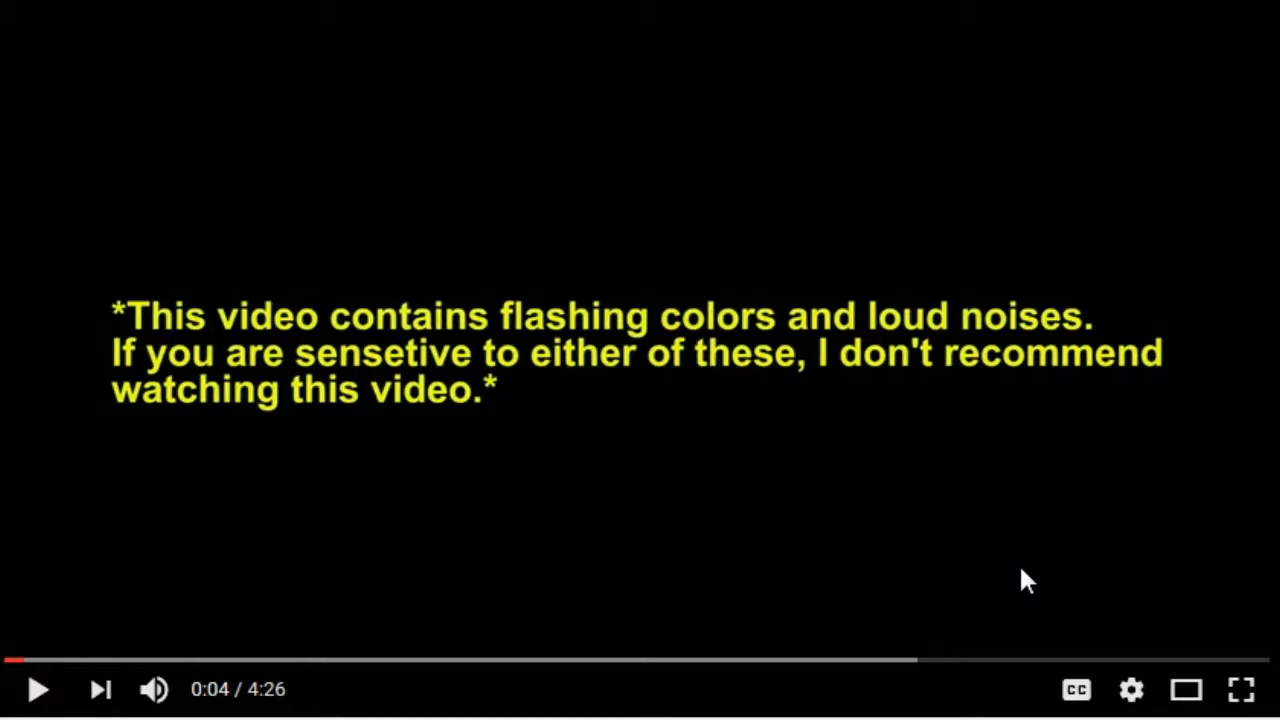 *This video contains flashing colors and loud noises.
If you are sensetive to either of these, I don't recommend
watching this video.*
0:04 / 4:26
CC